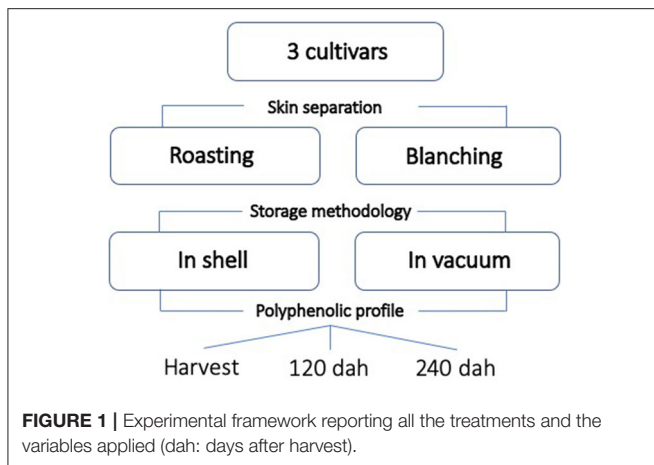 3 cultivars
Skin separation
Roasting
Blanching
Storage methodology
In shell
In vacuum
Polyphenolic profile
Harvest
120 dah
240 dah
FIGURE 1 | Experimental framework reporting all the treatments and the
variables applied (dah: days after harvest).